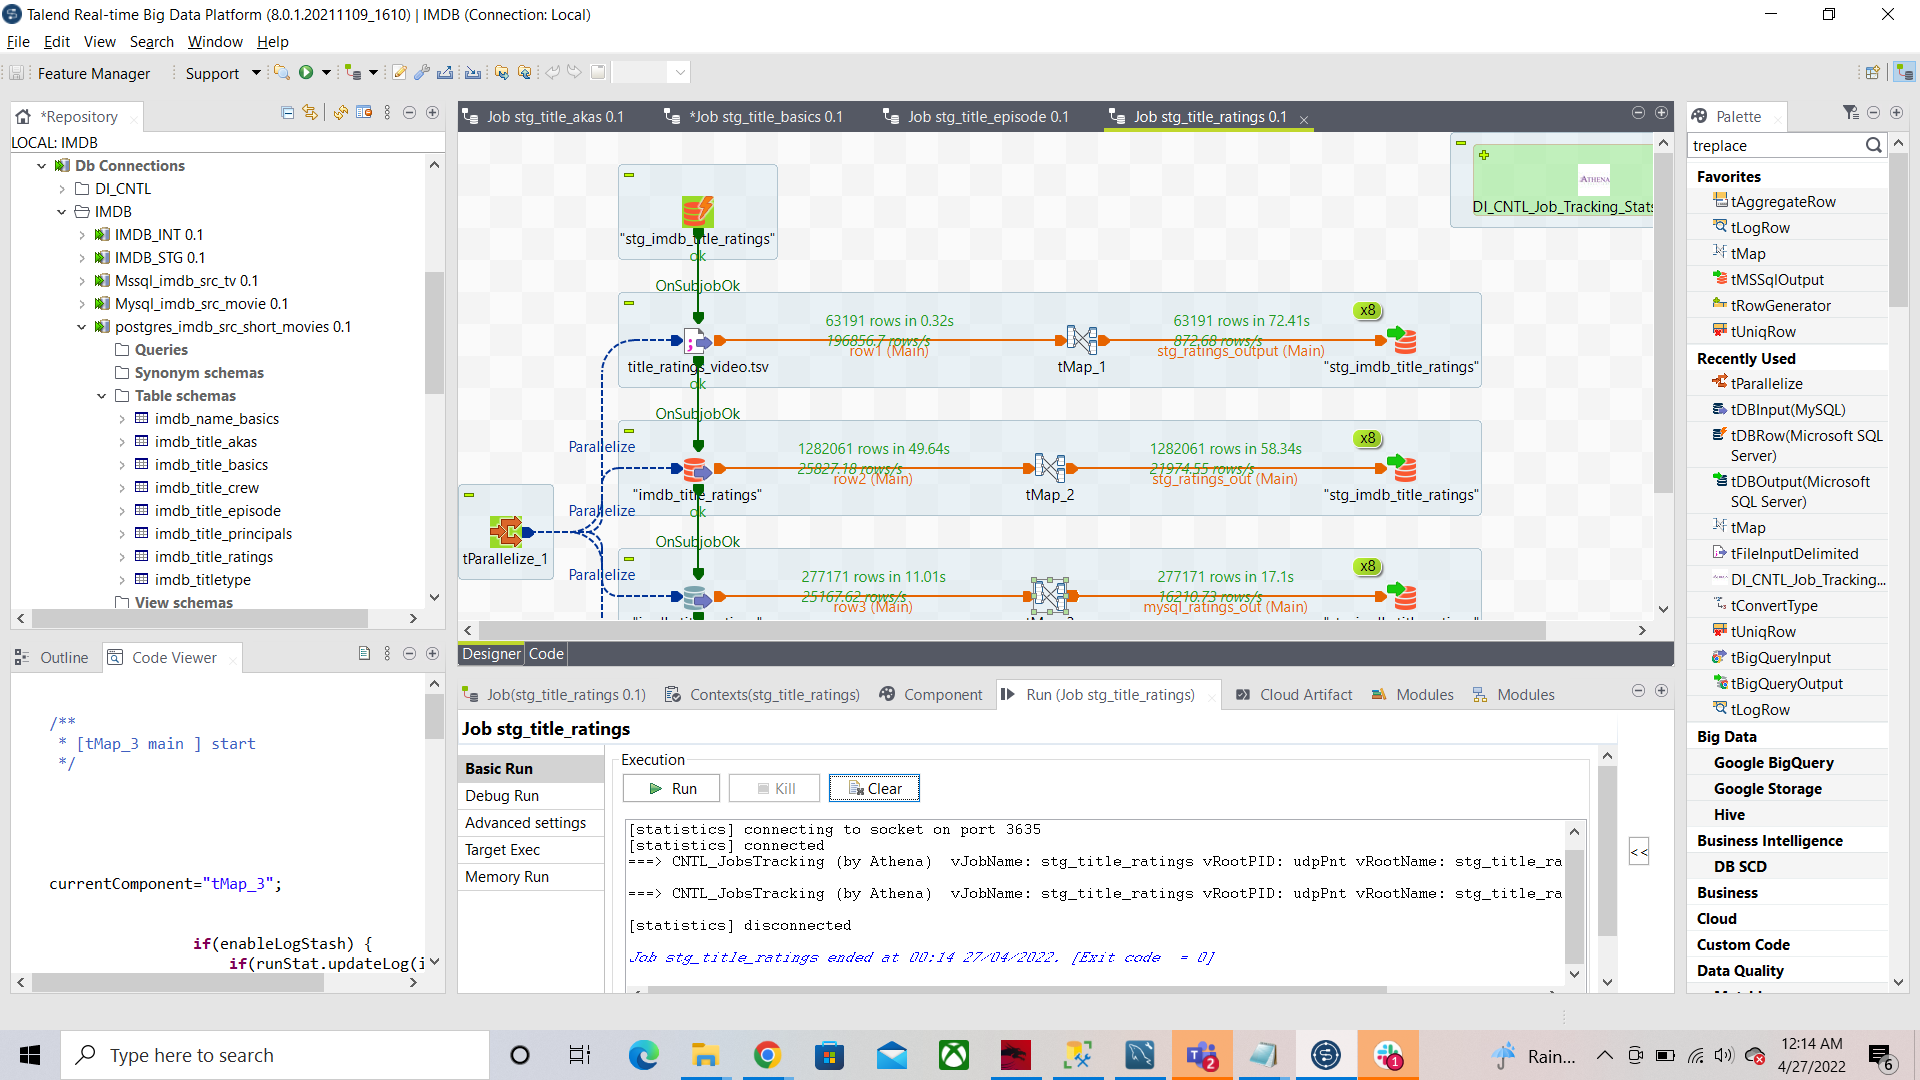 Talend Real-time Big Data Platform (8.0.1.20211109_1610) | IMDB (Connection: Local)
File Edit View Search Window Help
Feature Manager Support
*Repository
LOCAL: IMDB
Db Connections
DI_CNTL
IMDB
IMDB_INT 0.1
IMDB_STG 0.1
Mssql_imdb_src_tv 0.1
Mysql_imdb_src_movie 0.1
postgres_imdb_src_short_movies 0.1
Queries
Synonym schemas
Table schemas
imdb_name_basics
imdb_title_akas
imdb_title_basics
imdb_title_crew
imdb_title_episode
imdb_title_principals
imdb_title_ratings
imdb_titletype
View schemas
Outline Code Viewer
/**
* [tMap_3 main ] start
*/
currentComponent="tMap_3";
if(enableLogStash) {
if(runStat.updateLog(i
Job stg_title_akas 0.1 *Job stg_title_basics 0.1 Job stg_title_episode 0.1 Job stg_title_ratings 0.1
ATHENA
DI_CNTL_Job_Tracking_Stats
"stg_imdb_title_ratings"
ok
OnSubjobOk
x8
63191 rows in 0.32s
196856.7 rows/s
row1 (Main)
63191 rows in 72.41s
872.68 rows/s
stg_ratings_output (Main)
title_ratings_video.tsv
tMap_1
"stg_imdb_title_ratings"
ok
OnSubjobOk
x8
Parallelize
1282061 rows in 49.64s
25827.18 rows/s
row2 (Main)
1282061 rows in 58.34s
21974.55 rows/s
stg_ratings_out (Main)
"imdb_title_ratings"
tMap_2
"stg_imdb_title_ratings"
Parallelize
ok
OnSubjobOk
tParallelize_1
x8
Parallelize
277171 rows in 11.01s
25167.62 rows/s
row3 (Main)
277171 rows in 17.1s
16210.73 rows/s
mysql_ratings_out (Main)
Designer Code
Job(stg_title_ratings 0.1) Contexts(stg_title_ratings) Component Run (Job stg_title_ratings) Cloud Artifact Modules Modules
Job stg_title_ratings
Basic Run
Debug Run
Advanced settings
Target Exec
Memory Run
Execution
Run Kill Clear
[statistics] connecting to socket on port 3635
[statistics] connected
===> CNTL_JobsTracking (by Athena) vJobName: stg_title_ratings vRootPID: udpPnt vRootName: stg_title_ra
===> CNTL_JobsTracking (by Athena) vJobName: stg_title_ratings vRootPID: udpPnt vRootName: stg_title_ra
[statistics] disconnected
Job stg_title_ratings ended at 00:14 27/04/2022. [Exit code = 0]
<<
Palette
treplace
Favorites
tAggregateRow
tLogRow
tMap
tMSSqlOutput
tRowGenerator
tUniqRow
Recently Used
tParallelize
tDBInput(MySQL)
tDBRow(Microsoft SQL
Server)
tDBOutput(Microsoft
SQL Server)
tMap
tFileInputDelimited
DI_CNTL_Job_Tracking...
tConvertType
tUniqRow
tBigQueryInput
tBigQueryOutput
tLogRow
Big Data
Google BigQuery
Google Storage
Hive
Business Intelligence
DB SCD
Business
Cloud
Custom Code
Data Quality
Type here to search
2
1
Rain...
12:14 AM
4/27/2022
6